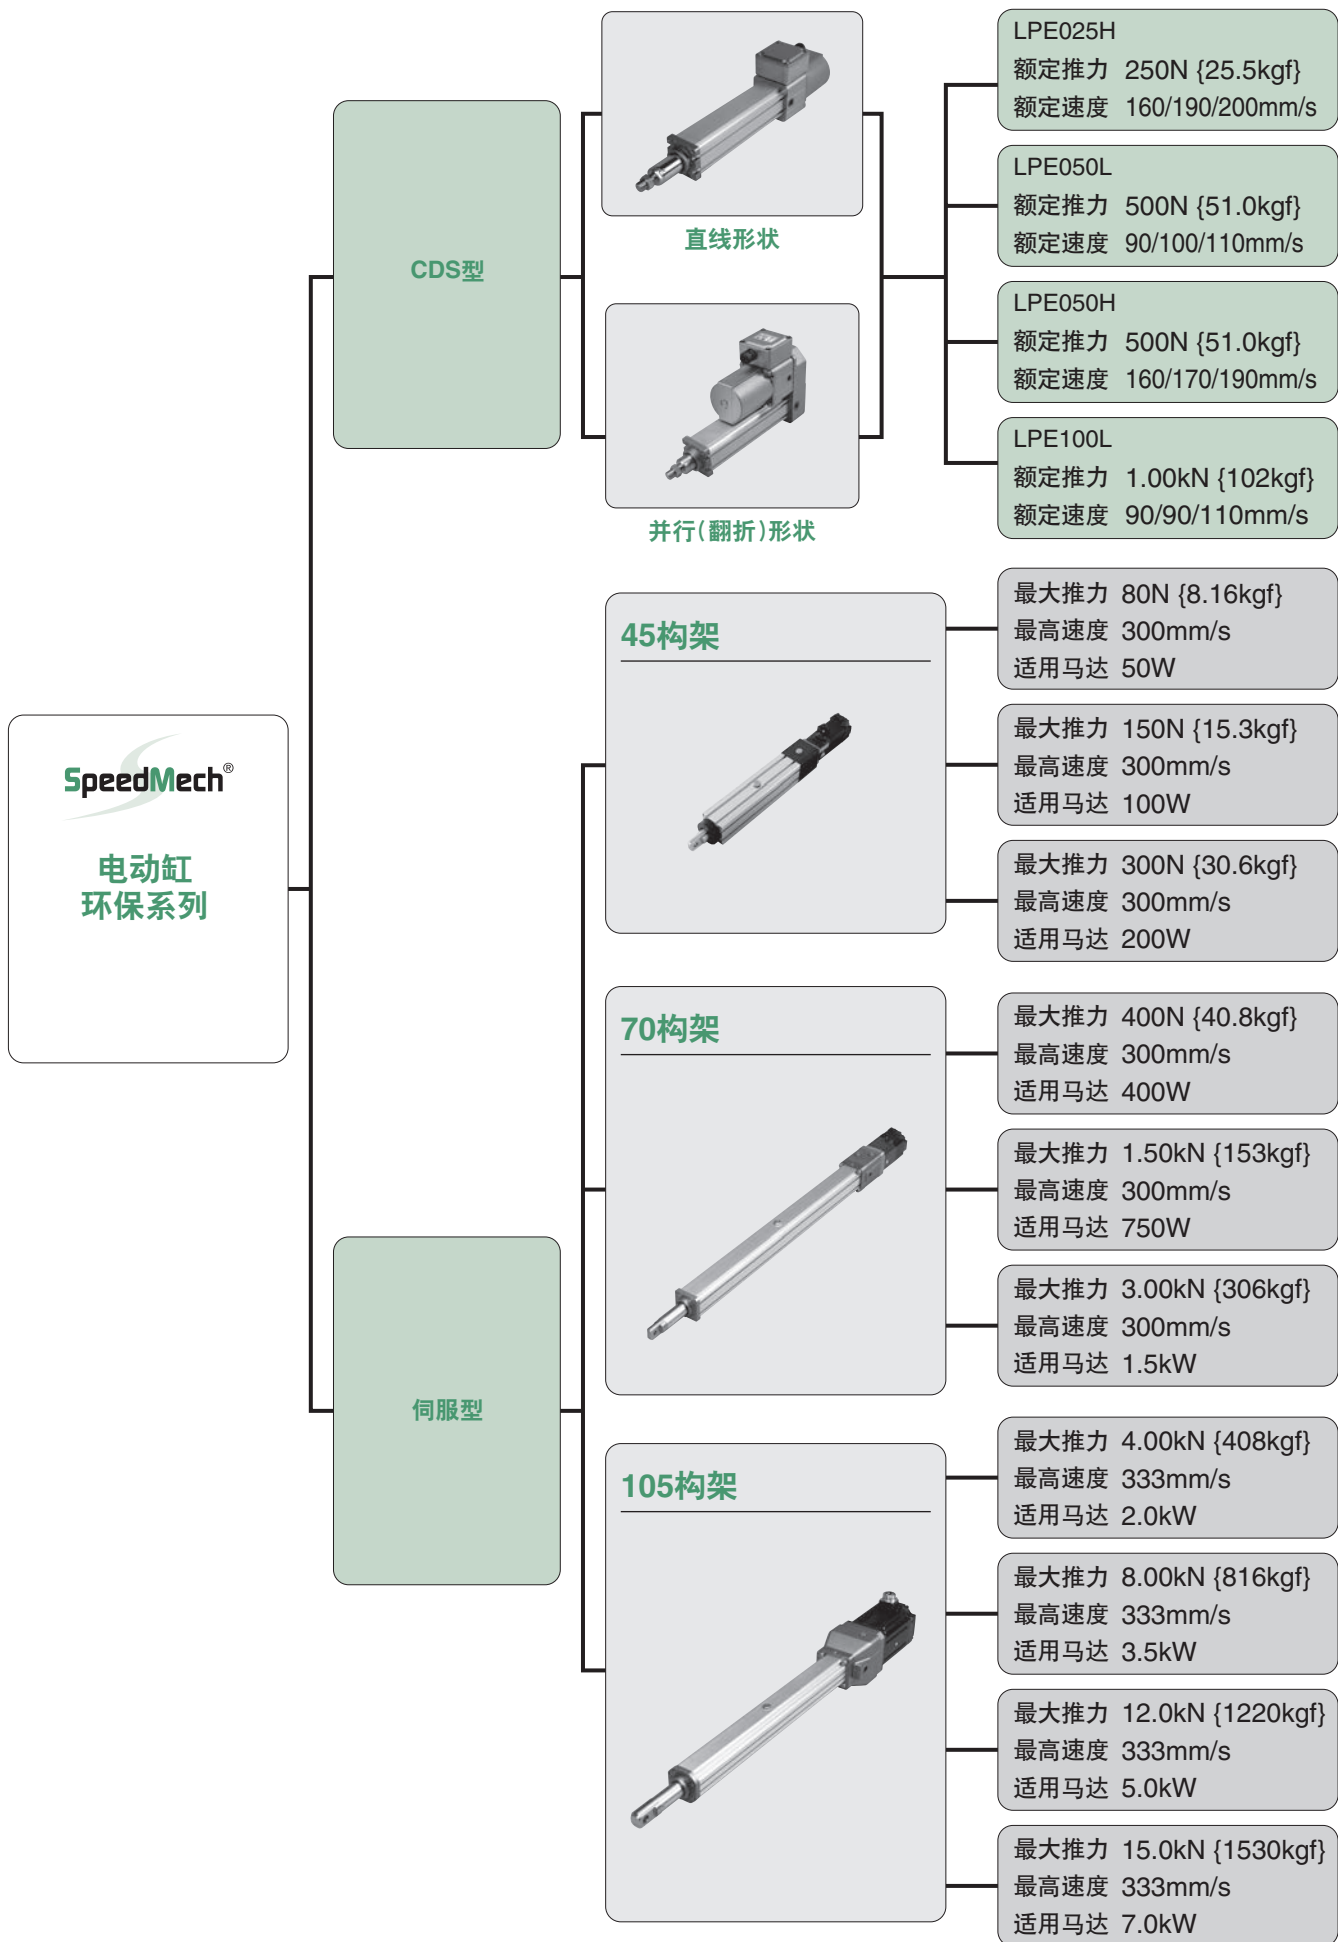 SpeedMech®
电动缸
环保系列
CDS型
直线形状
并行(翻折)形状
LPE025H
额定推力 250N {25.5kgf}
额定速度 160/190/200mm/s
LPE050L
额定推力 500N {51.0kgf}
额定速度 90/100/110mm/s
LPE050H
额定推力 500N {51.0kgf}
额定速度 160/170/190mm/s
LPE100L
额定推力 1.00kN {102kgf}
额定速度 90/90/110mm/s
伺服型
45构架
最大推力 80N {8.16kgf}
最高速度 300mm/s
适用马达 50W
最大推力 150N {15.3kgf}
最高速度 300mm/s
适用马达 100W
最大推力 300N {30.6kgf}
最高速度 300mm/s
适用马达 200W
70构架
最大推力 400N {40.8kgf}
最高速度 300mm/s
适用马达 400W
最大推力 1.50kN {153kgf}
最高速度 300mm/s
适用马达 750W
最大推力 3.00kN {306kgf}
最高速度 300mm/s
适用马达 1.5kW
105构架
最大推力 4.00kN {408kgf}
最高速度 333mm/s
适用马达 2.0kW
最大推力 8.00kN {816kgf}
最高速度 333mm/s
适用马达 3.5kW
最大推力 12.0kN {1220kgf}
最高速度 333mm/s
适用马达 5.0kW
最大推力 15.0kN {1530kgf}
最高速度 333mm/s
适用马达 7.0kW